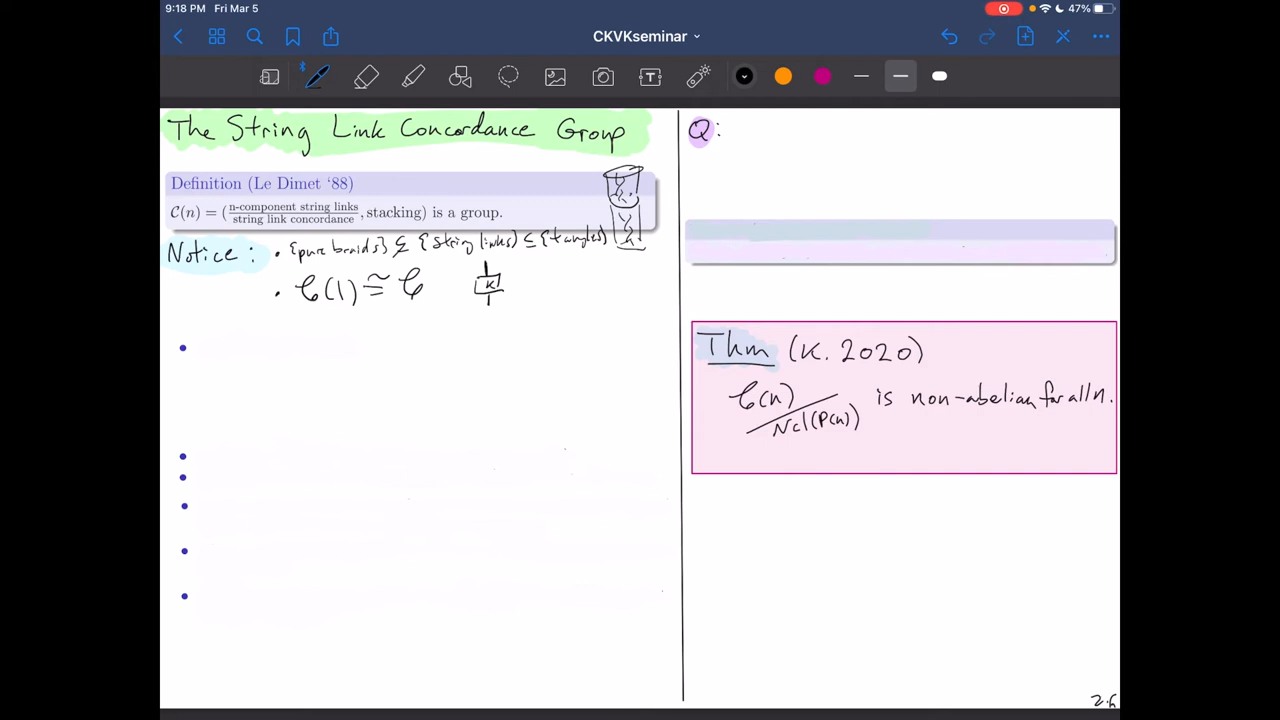 9:18 PM Fri Mar 5
47%
CKVKseminar
The String Link Concordance Group
Definition (Le Dimet ‘88)
C(n) = (n-component string links / string link concordance, stacking) is a group.
Notice: • {pure braids} ⊊ {string links} ⊆ {tangles}
• C(1) ≅ C
K
Q:
Thm (K. 2020)
C(n) / Ncl(P(n)) is non-abelian for all n.